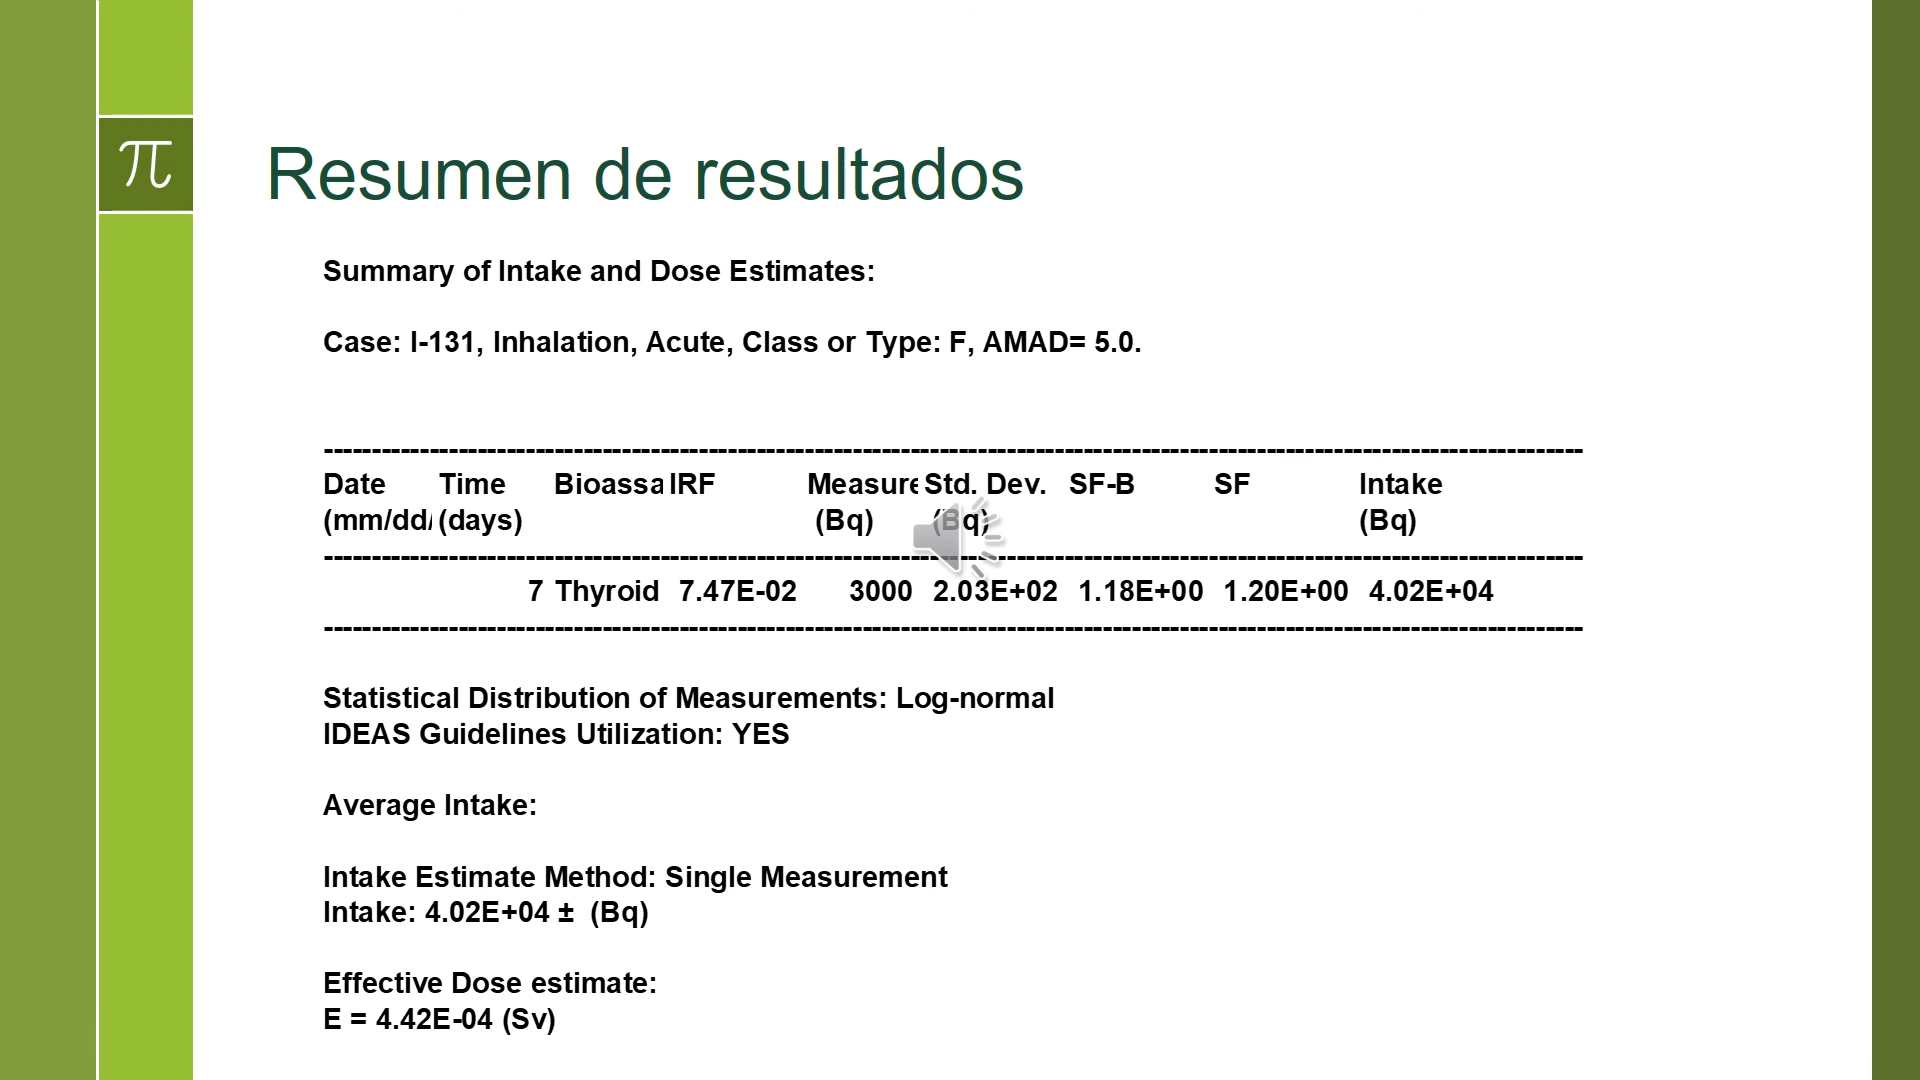 π
Resumen de resultados
Summary of Intake and Dose Estimates:
Case: I-131, Inhalation, Acute, Class or Type: F, AMAD= 5.0.
Date Time Bioassa IRF Measure Std. Dev. SF-B SF Intake
(mm/dd/ (days) (Bq) (Bq) (Bq)
7 Thyroid 7.47E-02 3000 2.03E+02 1.18E+00 1.20E+00 4.02E+04
Statistical Distribution of Measurements: Log-normal
IDEAS Guidelines Utilization: YES
Average Intake:
Intake Estimate Method: Single Measurement
Intake: 4.02E+04 ± (Bq)
Effective Dose estimate:
E = 4.42E-04 (Sv)